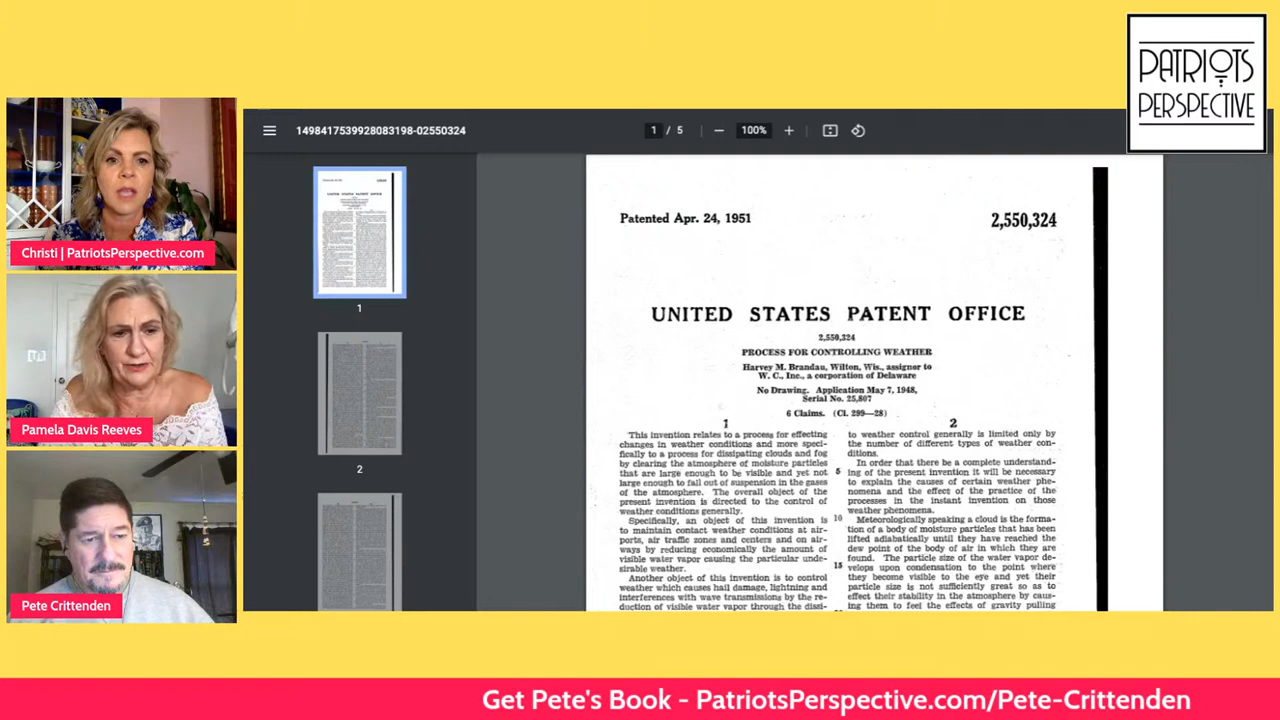 PATRIOTS
PERSPECTIVE
1498417539928083198-02550324
1 / 5
100%
1
2
Christi | PatriotsPerspective.com
Pamela Davis Reeves
Pete Crittenden
Patented Apr. 24, 1951
2,550,324
UNITED STATES PATENT OFFICE
2,550,324
PROCESS FOR CONTROLLING WEATHER
Harvey M. Brandau, Wilton, Wis., assignor to
W. C., Inc., a corporation of Delaware
No Drawing. Application May 7, 1948,
Serial No. 25,807
6 Claims. (Cl. 299—28)
1
This invention relates to a process for effecting
changes in weather conditions and more speci-
fically to a process for dissipating clouds and fog
by clearing the atmosphere of moisture particles
that are large enough to be visible and yet not
large enough to fall out of suspension in the gases
of the atmosphere. The overall object of the
present invention is directed to the control of
weather conditions generally.
Specifically, an object of this invention is
to maintain contact weather conditions at air-
ports, air traffic zones and centers and on air-
ways by reducing economically the amount of
visible water vapor causing the particular unde-
sirable weather.
Another object of this invention is to control
weather which causes hail damage, lightning and
interferences with wave transmissions by the re-
duction of visible water vapor through the dissi-
2
to weather control generally is limited only by
the number of different types of weather con-
ditions.
In order that there be a complete understand-
5
ing of the present invention it will be necessary
to explain the causes of certain weather phe-
nomena and the effect of the practice of the
processes in the instant invention on those
weather phenomena.
10
Meteorologically speaking a cloud is the forma-
tion of a body of moisture particles that has been
lifted adiabatically until they have reached the
dew point of the body of air in which they are
found. The particle size of the water vapor de-
15
velops upon condensation to the point where
they become visible to the eye and yet their
particle size is not sufficiently great so as to
effect their stability in the atmosphere by caus-
ing them to feel the effects of gravity pulling
Get Pete's Book - PatriotsPerspective.com/Pete-Crittenden